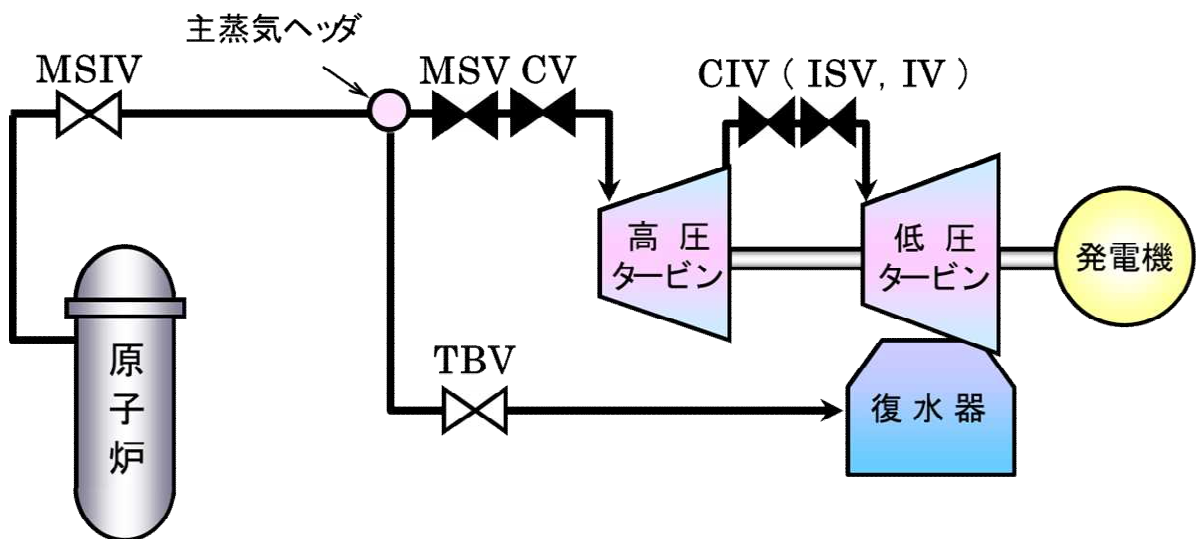 主蒸気ヘッダ
MSIV
MSV
CV
CIV ( ISV, IV )
高圧
タービン
低圧
タービン
発電機
原
子
炉
TBV
復水器